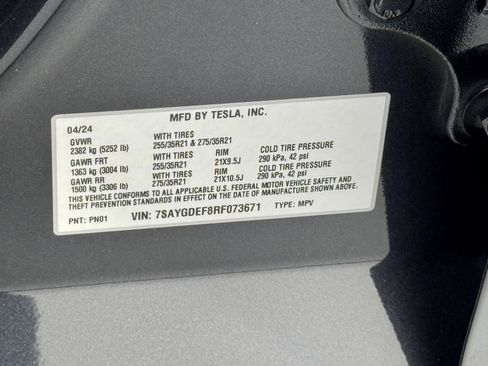 MFD BY TESLA, INC.
04/24
GVWR WITH TIRES
2382 kg (5252 lb) 255/35R21 & 275/35R21
GAWR FRT WITH TIRES RIM COLD TIRE PRESSURE
1363 kg (3004 lb) 255/35R21 21X9.5J 290 kPa, 42 psi
GAWR RR WITH TIRES RIM COLD TIRE PRESSURE
1500 kg (3306 lb) 275/35R21 21X10.5J 290 kPa, 42 psi
THIS VEHICLE CONFORMS TO ALL APPLICABLE U.S. FEDERAL MOTOR VEHICLE SAFETY AND
THEFT PREVENTION STANDARDS IN EFFECT ON THE DATE OF MANUFACTURE SHOWN ABOVE.
PNT: PN01 VIN: 7SAYGDEF8RF073671 TYPE: MPV